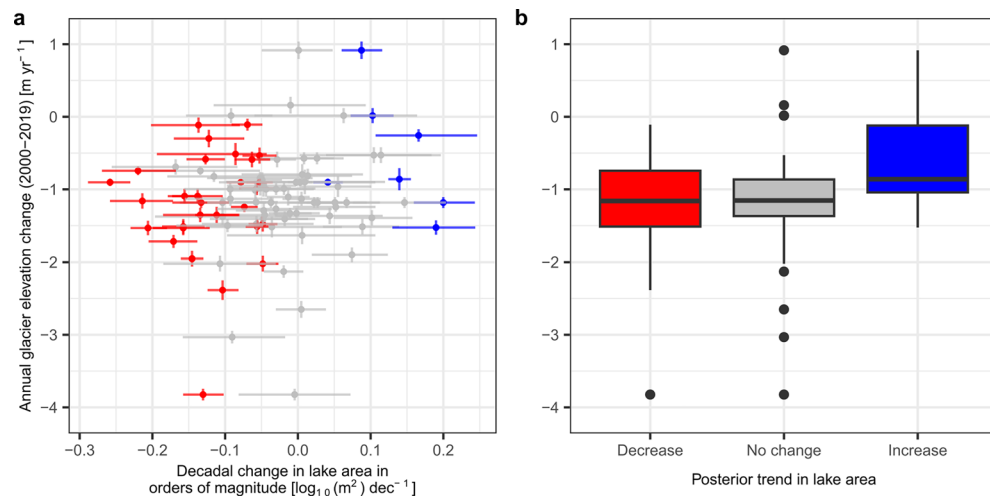 a
Annual glacier elevation change (2000−2019) [m yr⁻¹]
1
0
−1
−2
−3
−4
−0.3
−0.2
−0.1
0.0
0.1
0.2
Decadal change in lake area in
orders of magnitude [log₁₀(m²) dec⁻¹]
b
1
0
−1
−2
−3
−4
Decrease
No change
Increase
Posterior trend in lake area